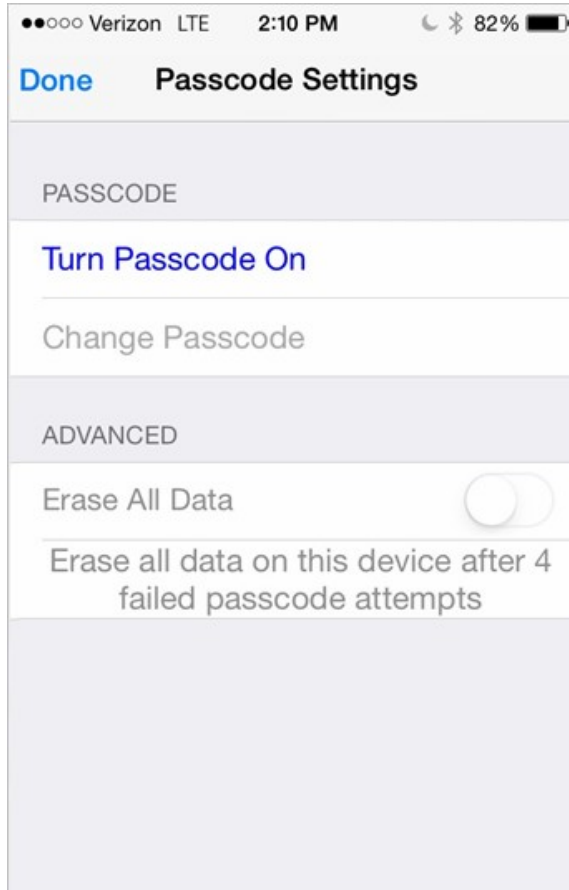 Verizon LTE 2:10 PM 82%
Done Passcode Settings
PASSCODE
Turn Passcode On
Change Passcode
ADVANCED
Erase All Data
Erase all data on this device after 4
failed passcode attempts